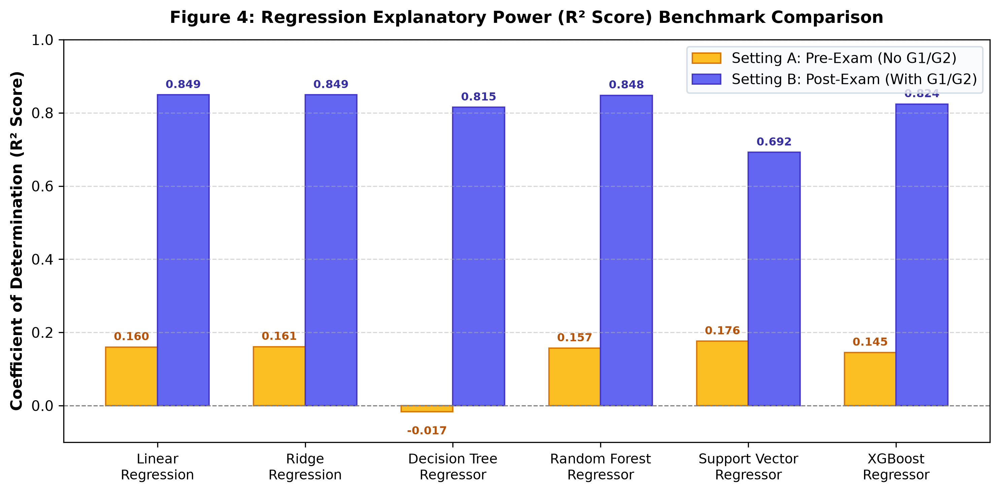 Figure 4: Regression Explanatory Power (R² Score) Benchmark Comparison
Coefficient of Determination (R² Score)
1.0
0.8
0.6
0.4
0.2
0.0
Setting A: Pre-Exam (No G1/G2)
Setting B: Post-Exam (With G1/G2)
0.160
0.849
0.161
0.849
-0.017
0.815
0.157
0.848
0.176
0.692
0.145
0.824
Linear
Regression
Ridge
Regression
Decision Tree
Regressor
Random Forest
Regressor
Support Vector
Regressor
XGBoost
Regressor